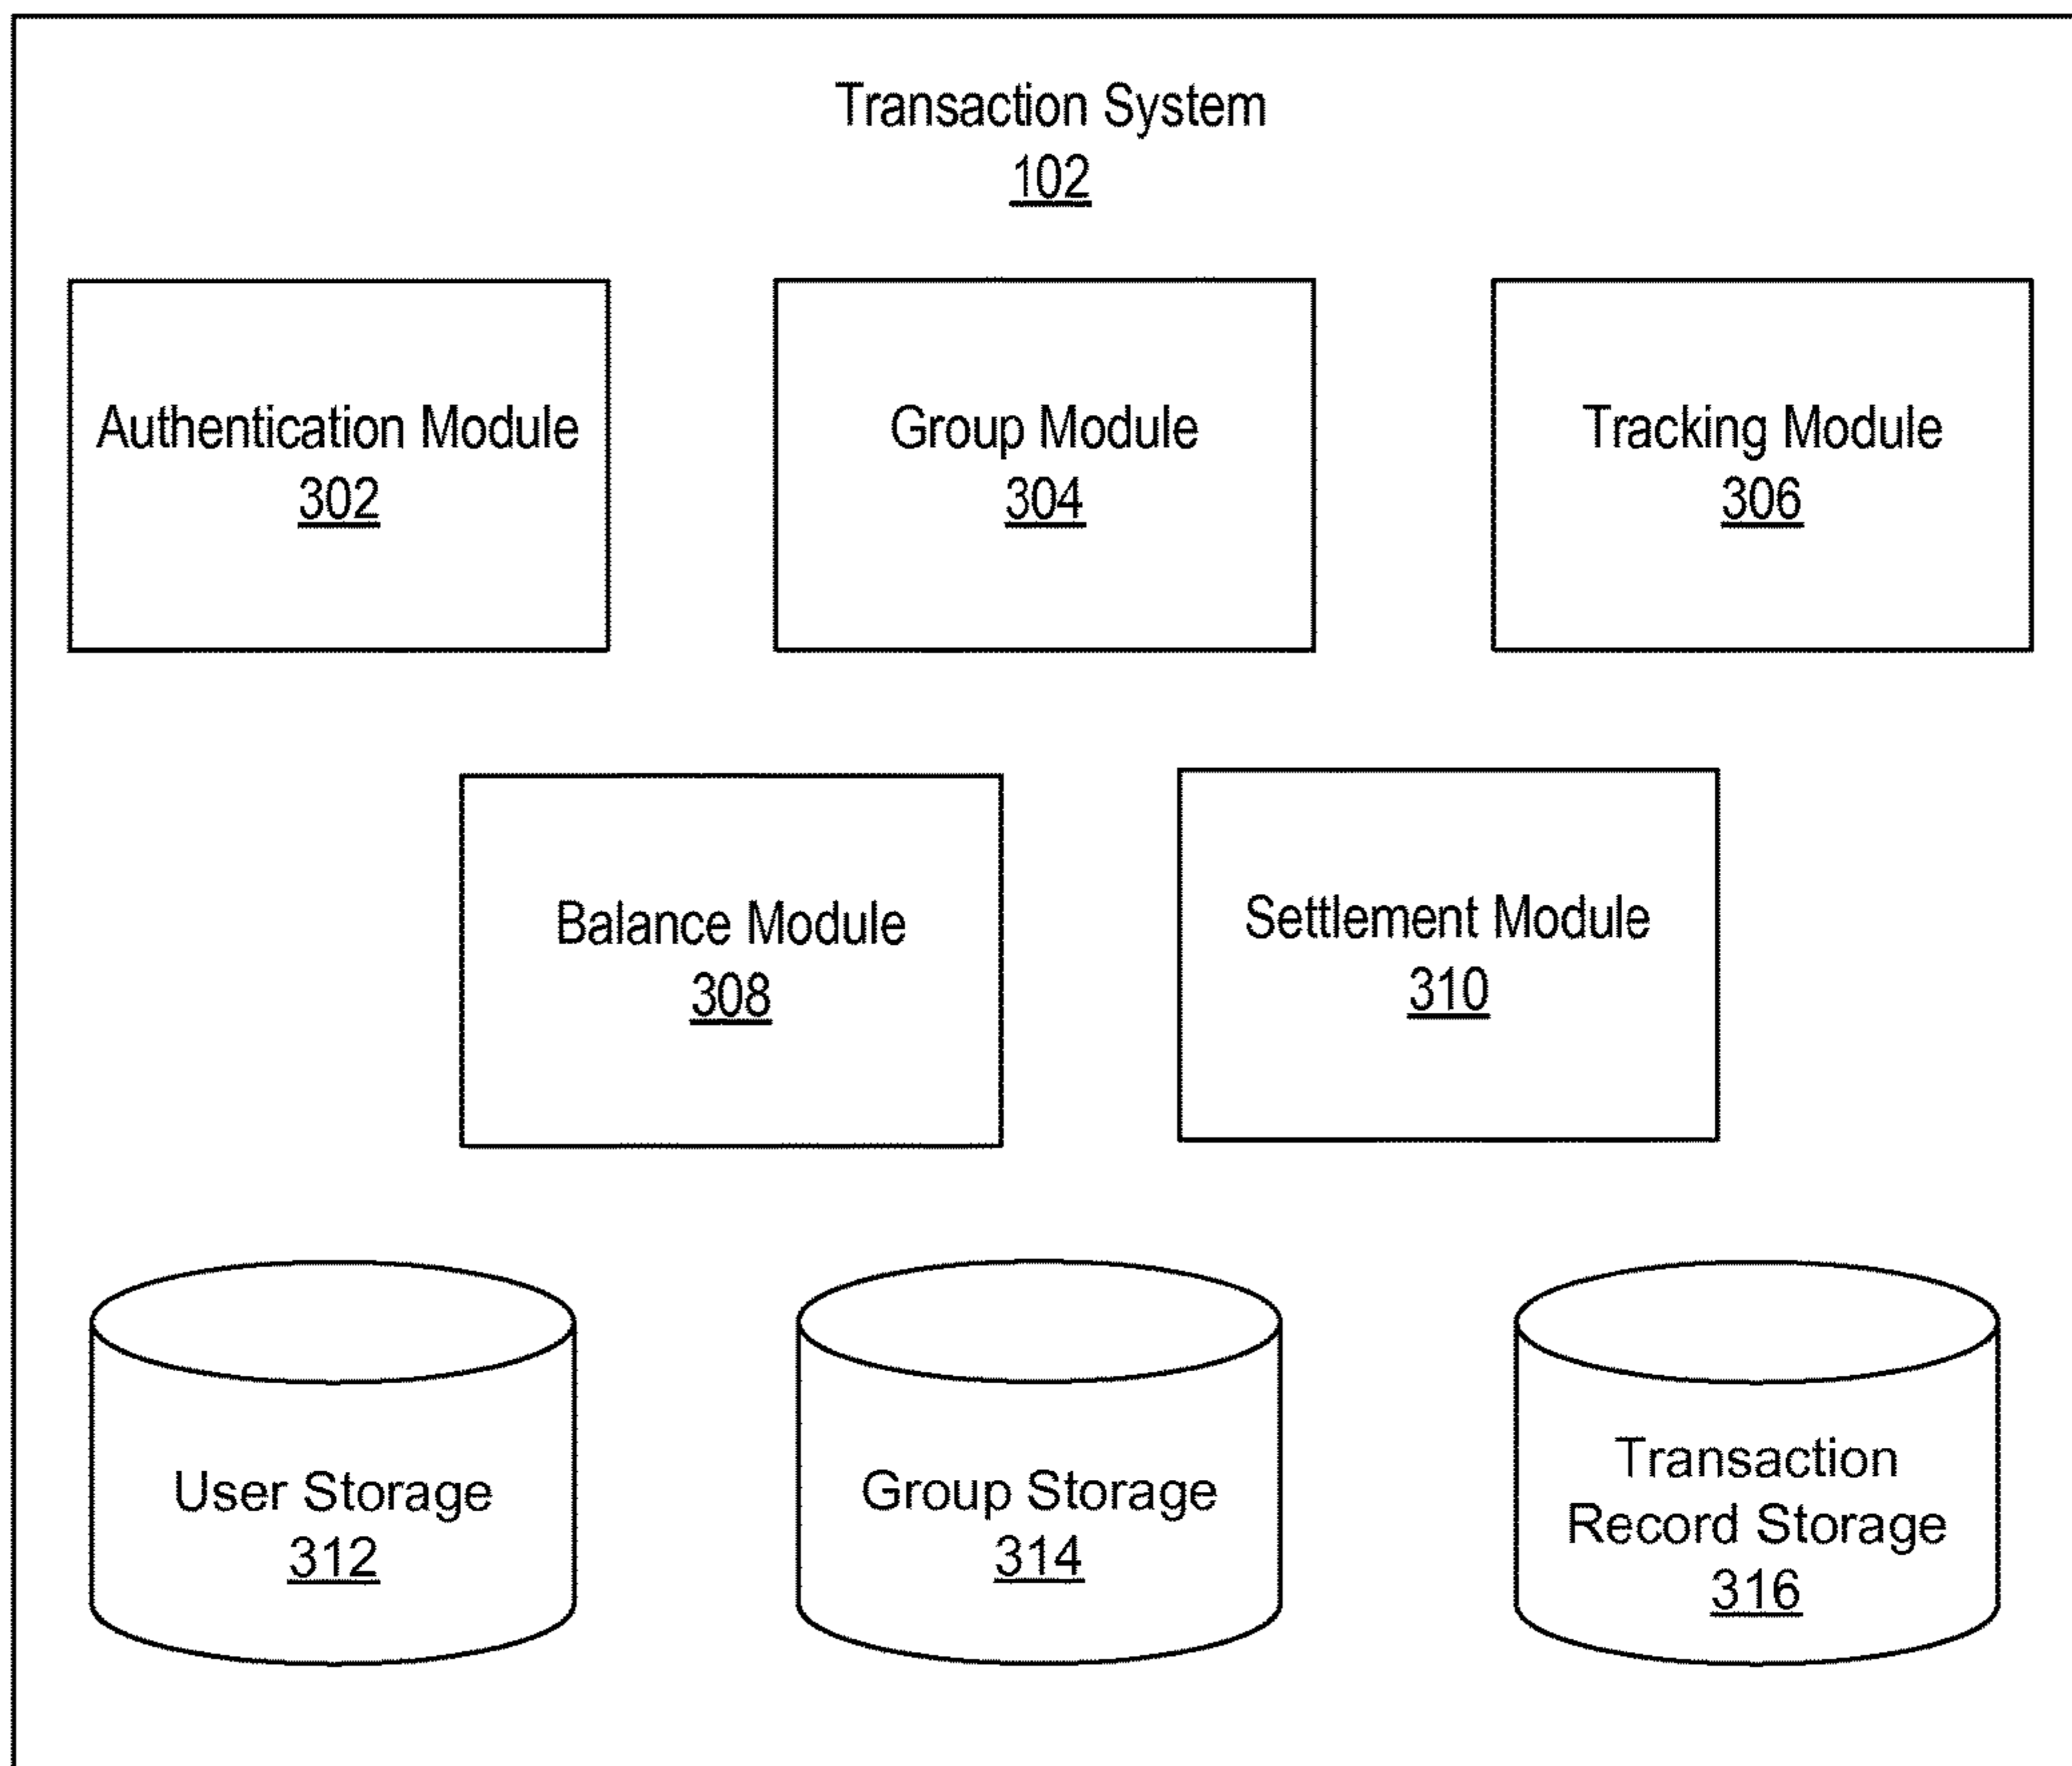 Transaction System
102
Authentication Module
302
Group Module
304
Tracking Module
306
Balance Module
308
Settlement Module
310
User Storage
312
Group Storage
314
Transaction
Record Storage
316